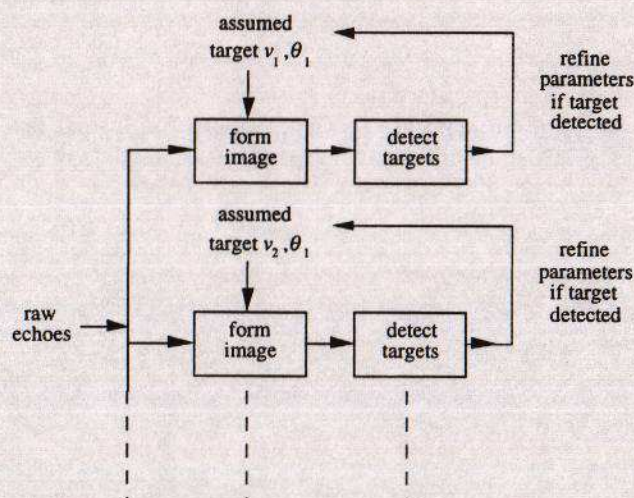 assumed
target v₁ ,θ₁
refine
parameters
if target
detected
form
image
detect
targets
assumed
target v₂ ,θ₁
refine
parameters
if target
detected
raw
echoes
form
image
detect
targets